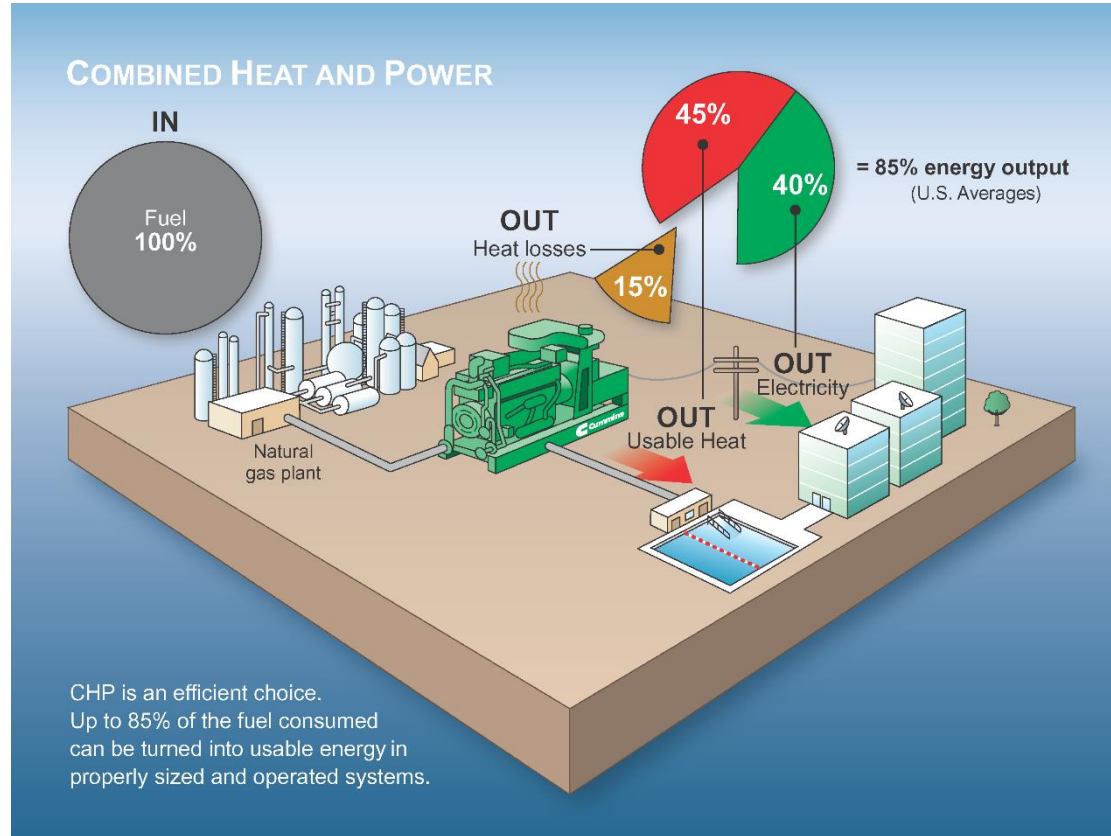 COMBINED HEAT AND POWER
IN
Fuel
100%
45%
40%
= 85% energy output
(U.S. Averages)
OUT
Heat losses
15%
OUT
Electricity
OUT
Usable Heat
Cummins
Natural
gas plant
CHP is an efficient choice.
Up to 85% of the fuel consumed
can be turned into usable energy in
properly sized and operated systems.